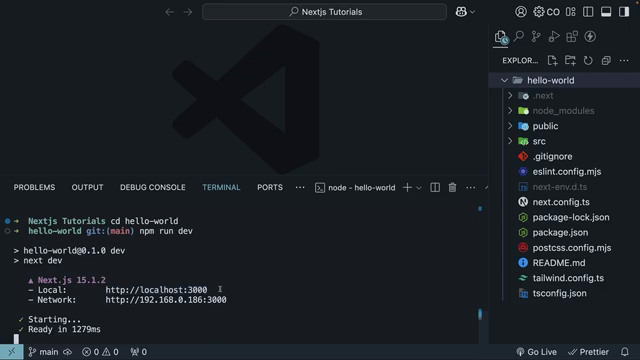 Nextjs Tutorials
CO
EXPLOR...
hello-world
.next
node_modules
public
src
.gitignore
eslint.config.mjs
next-env.d.ts
next.config.ts
package-lock.json
package.json
postcss.config.mjs
README.md
tailwind.config.ts
tsconfig.json
PROBLEMS OUTPUT DEBUG CONSOLE TERMINAL PORTS ... node - hello-world
Nextjs Tutorials cd hello-world
hello-world git:(main) npm run dev
> hello-world@0.1.0 dev
> next dev
▲ Next.js 15.1.2
- Local: http://localhost:3000
- Network: http://192.168.0.186:3000
✓ Starting...
✓ Ready in 1279ms
main 0 0 0 Go Live Prettier